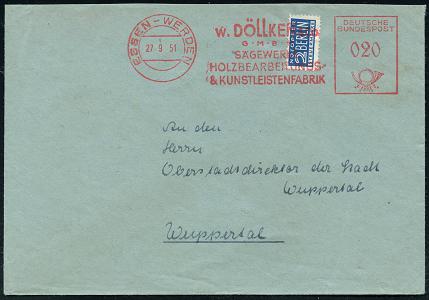 ESSEN-WERDEN
27-9 51
W. DÖLLKEN
G·M·B
SÄGEWERK
HOLZBEARBEITUNGS-
& KUNSTLEISTENFABRIK
NOTOPFER
2 BERLIN
STEUERMARKE
DEUTSCHE
BUNDESPOST
020
An den
Herrn
Oberstadtdirektor der Stadt
Wuppertal
Wuppertal